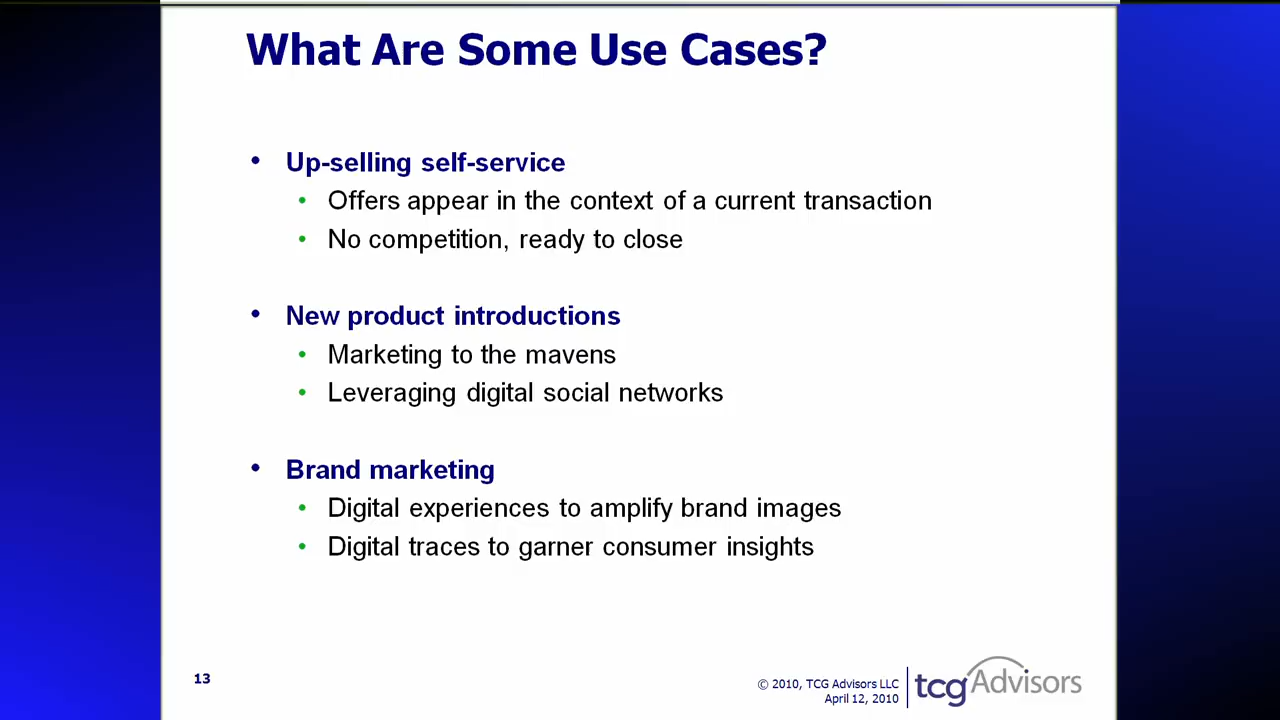 What Are Some Use Cases?
• Up-selling self-service
• Offers appear in the context of a current transaction
• No competition, ready to close
• New product introductions
• Marketing to the mavens
• Leveraging digital social networks
• Brand marketing
• Digital experiences to amplify brand images
• Digital traces to garner consumer insights
13
© 2010, TCG Advisors LLC
April 12, 2010
tcgAdvisors